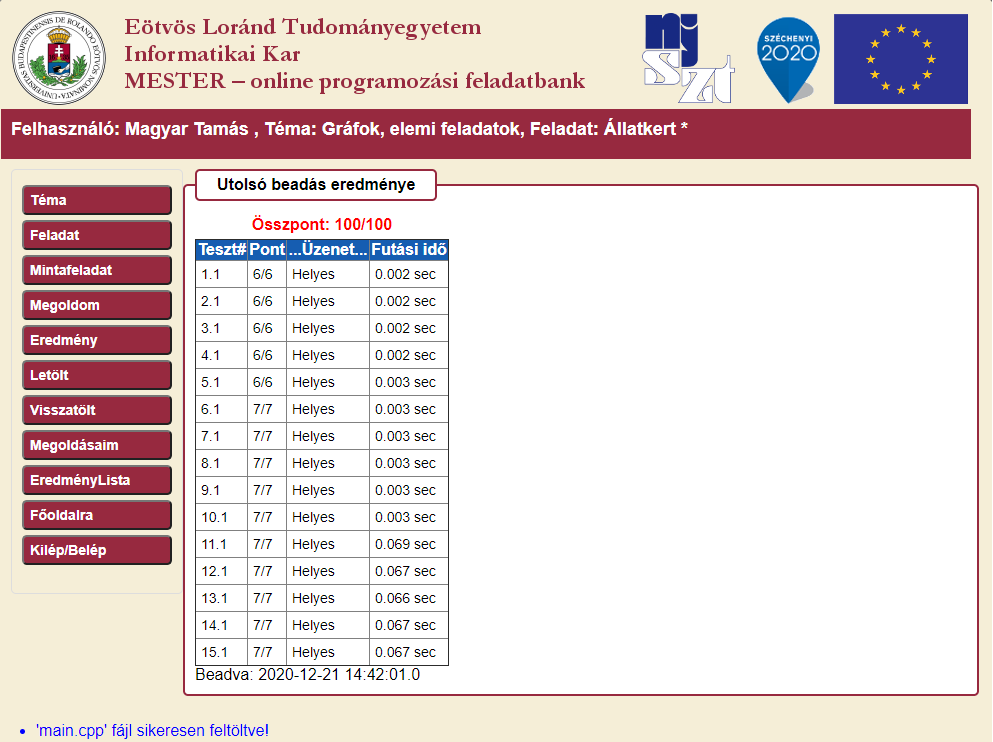 Eötvös Loránd Tudományegyetem
Informatikai Kar
MESTER – online programozási feladatbank
SZÉCHENYI
2020
Felhasználó: Magyar Tamás , Téma: Gráfok, elemi feladatok, Feladat: Állatkert *
Téma
Feladat
Mintafeladat
Megoldom
Eredmény
Letölt
Visszatölt
Megoldásaim
EredményLista
Főoldalra
Kilép/Belép
Utolsó beadás eredménye
Összpont: 100/100
Teszt# Pont ...Üzenet... Futási idő
1.1 6/6 Helyes 0.002 sec
2.1 6/6 Helyes 0.002 sec
3.1 6/6 Helyes 0.002 sec
4.1 6/6 Helyes 0.002 sec
5.1 6/6 Helyes 0.003 sec
6.1 7/7 Helyes 0.003 sec
7.1 7/7 Helyes 0.003 sec
8.1 7/7 Helyes 0.003 sec
9.1 7/7 Helyes 0.003 sec
10.1 7/7 Helyes 0.003 sec
11.1 7/7 Helyes 0.069 sec
12.1 7/7 Helyes 0.067 sec
13.1 7/7 Helyes 0.066 sec
14.1 7/7 Helyes 0.067 sec
15.1 7/7 Helyes 0.067 sec
Beadva: 2020-12-21 14:42:01.0
'main.cpp' fájl sikeresen feltöltve!